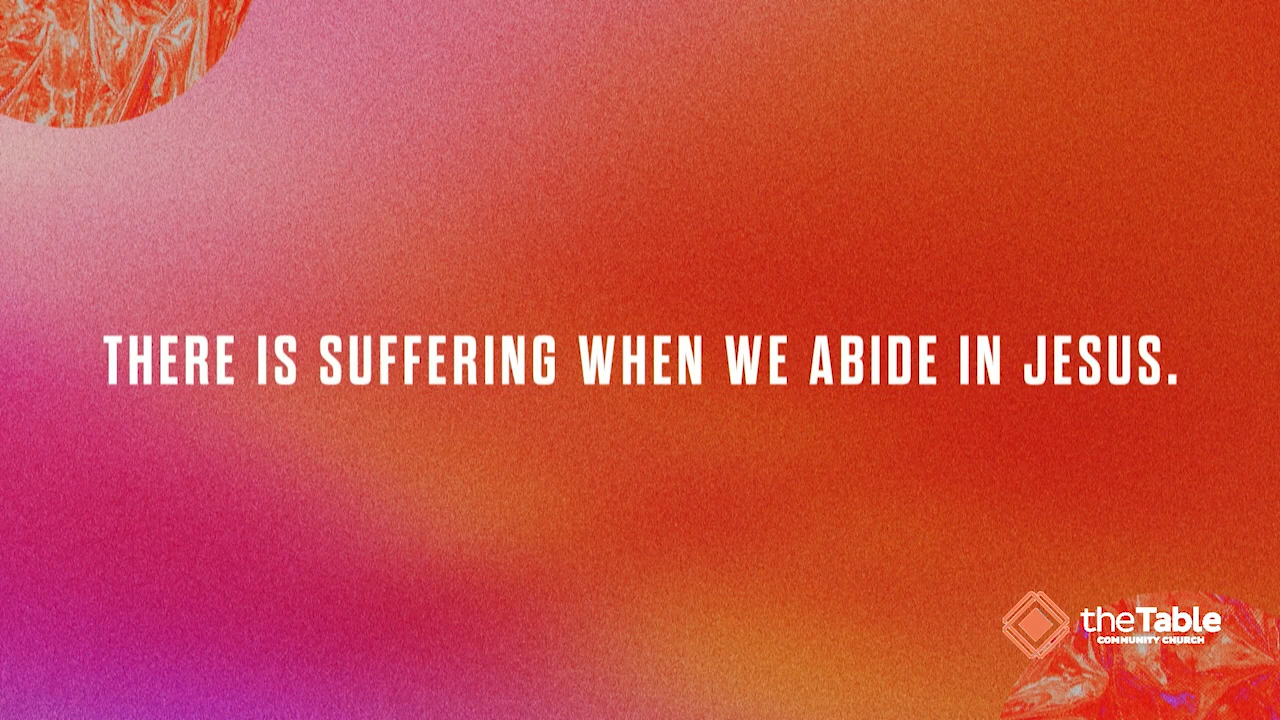 THERE IS SUFFERING WHEN WE ABIDE IN JESUS.
theTable
COMMUNITY CHURCH